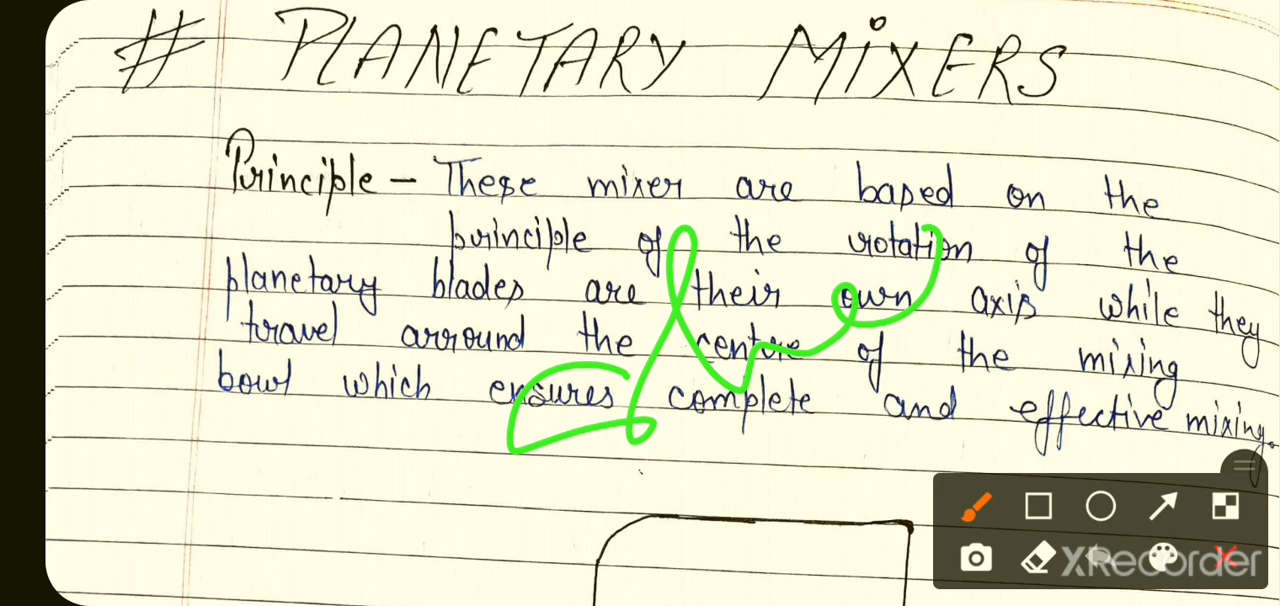 # PLANETARY MIXERS
Principle - These mixer are based on the
principle of the rotation of the
planetary blades are their own axis while they
travel arround the centre of the mixing
bowl which ensures complete and effective mixing.
XRecorder